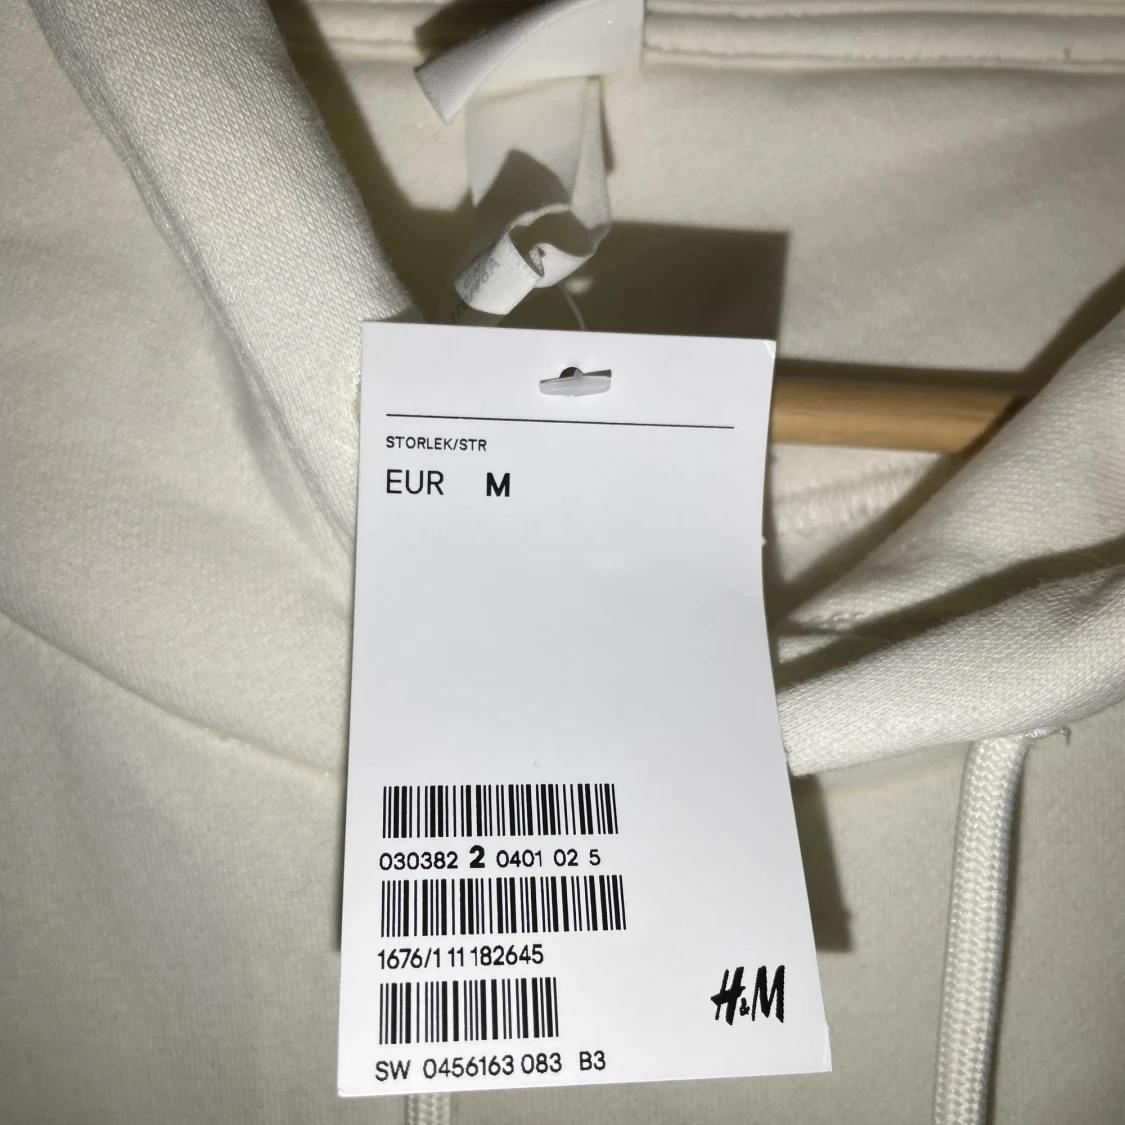 STORLEK/STR
EUR M
030382 2 0401 02 5
1676/1 11 182645
H&M
SW 0456163 083 B3